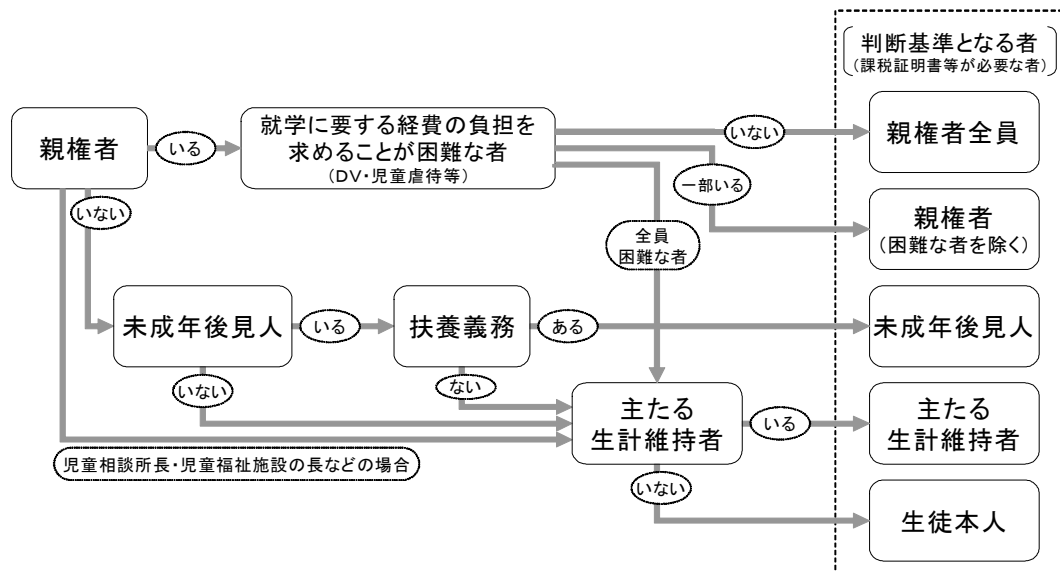 判断基準となる者
(課税証明書等が必要な者)
親権者
いる
就学に要する経費の負担を
求めることが困難な者
(DV・児童虐待等)
いない
親権者全員
一部いる
親権者
(困難な者を除く)
いない
全員
困難な者
未成年後見人
いる
扶養義務
ある
未成年後見人
いない
ない
主たる
生計維持者
いる
主たる
生計維持者
児童相談所長・児童福祉施設の長などの場合
いない
生徒本人